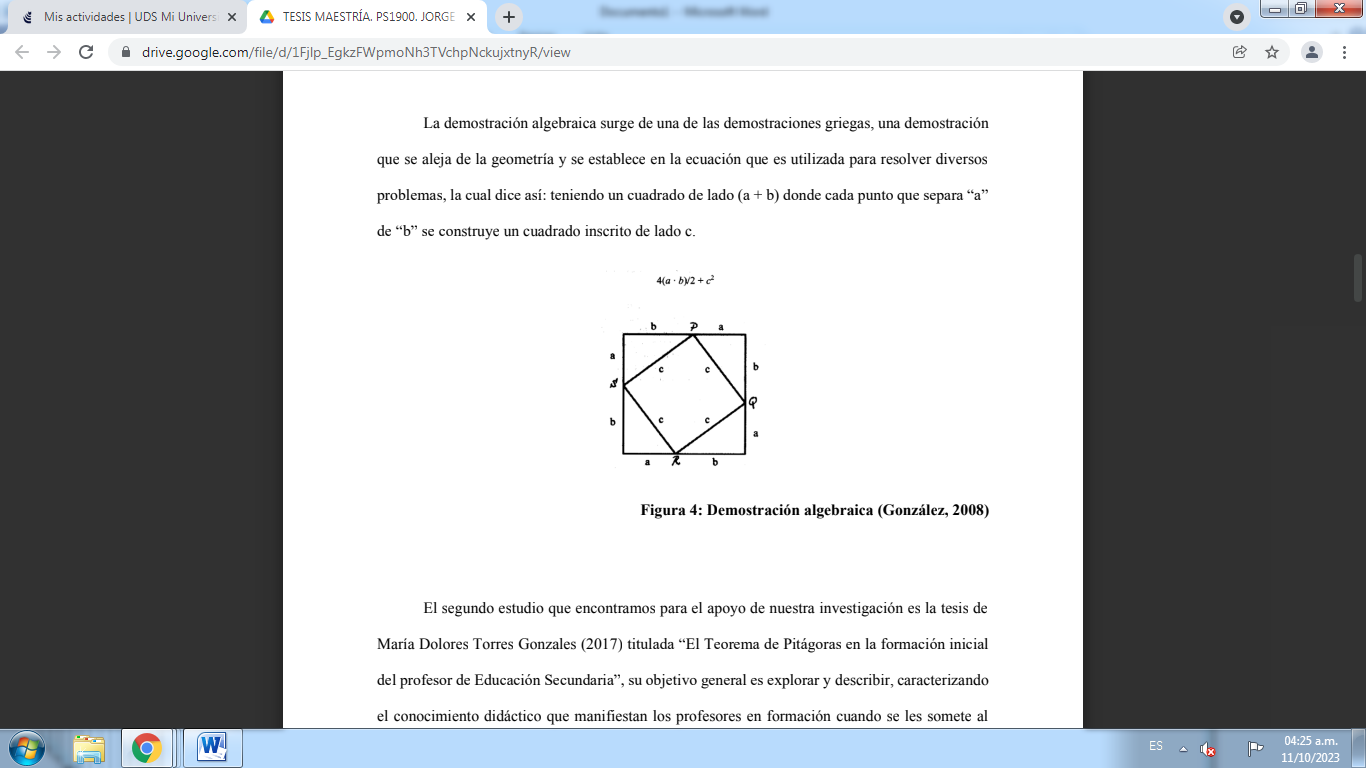 Mis actividades | UDS Mi Univers
TESIS MAESTRÍA. PS1900. JORGE
Documento1 - Microsoft Word
drive.google.com/file/d/1Fjlp_EgkzFWpmoNh3TVchpNckujxtnyR/view
La demostración algebraica surge de una de las demostraciones griegas, una demostración
que se aleja de la geometría y se establece en la ecuación que es utilizada para resolver diversos
problemas, la cual dice así: teniendo un cuadrado de lado (a + b) donde cada punto que separa “a”
de “b” se construye un cuadrado inscrito de lado c.
4(a · b)/2 + c²
b P a
a c c b
S Q
b c c a
a R b
Figura 4: Demostración algebraica (González, 2008)
El segundo estudio que encontramos para el apoyo de nuestra investigación es la tesis de
María Dolores Torres Gonzales (2017) titulada “El Teorema de Pitágoras en la formación inicial
del profesor de Educación Secundaria”, su objetivo general es explorar y describir, caracterizando
el conocimiento didáctico que manifiestan los profesores en formación cuando se les somete al
ES
04:25 a.m.
11/10/2023